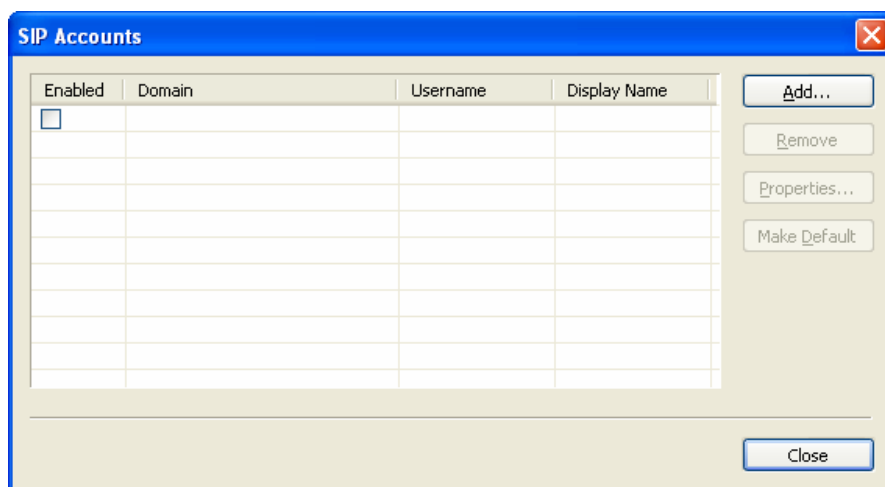 SIP Accounts
Enabled Domain Username Display Name
Add...
Remove
Properties...
Make Default
Close